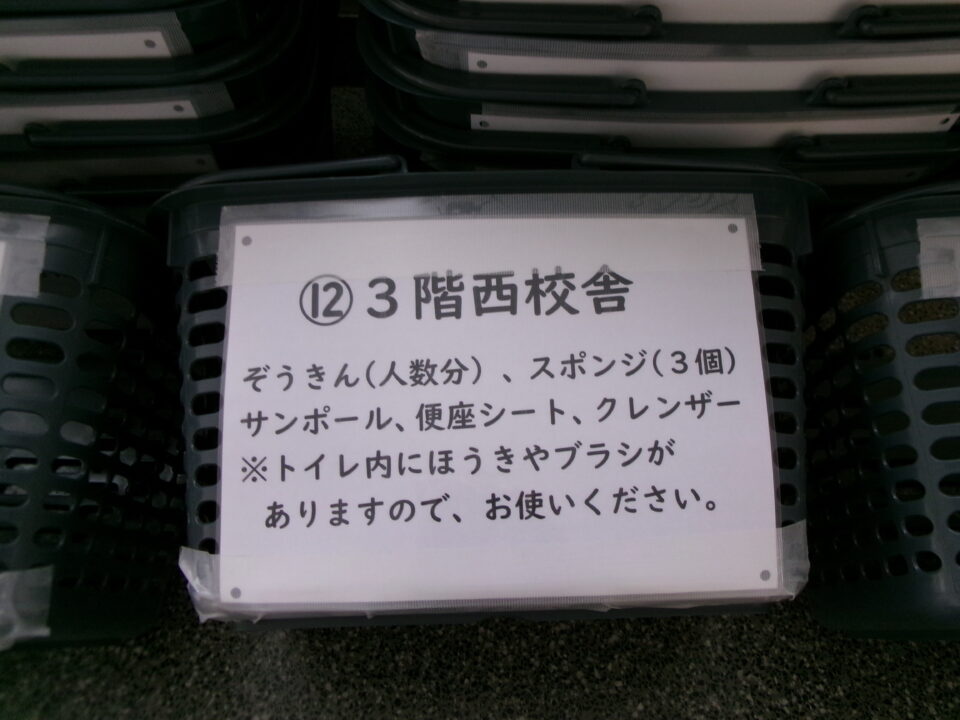 ⑫３階西校舎
ぞうきん(人数分）、スポンジ(３個)
サンポール、便座シート、クレンザー
※トイレ内にほうきやブラシが
ありますので、お使いください。